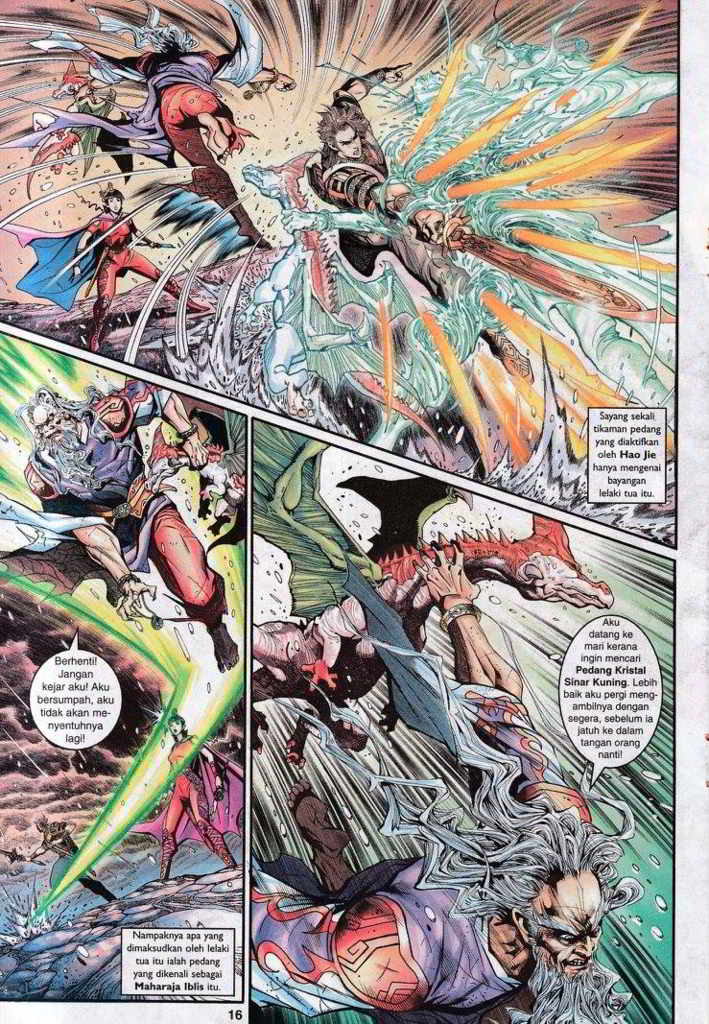 Sayang sekali
tikaman pedang
yang diaktifkan
oleh Hao Jie
hanya mengenai
bayangan
lelaki tua itu.
Berhenti!
Jangan
kejar aku! Aku
bersumpah, aku
tidak akan me-
nyentuhnya
lagi!
Nampaknya apa yang
dimaksudkan oleh lelaki
tua itu ialah pedang
yang dikenali sebagai
Maharaja Iblis itu.
Aku
datang ke
mari kerana
ingin mencari
Pedang Kristal
Sinar Kuning. Lebih
baik aku pergi meng-
ambilnya dengan
segera, sebelum ia
jatuh ke dalam
tangan orang
nanti!
16